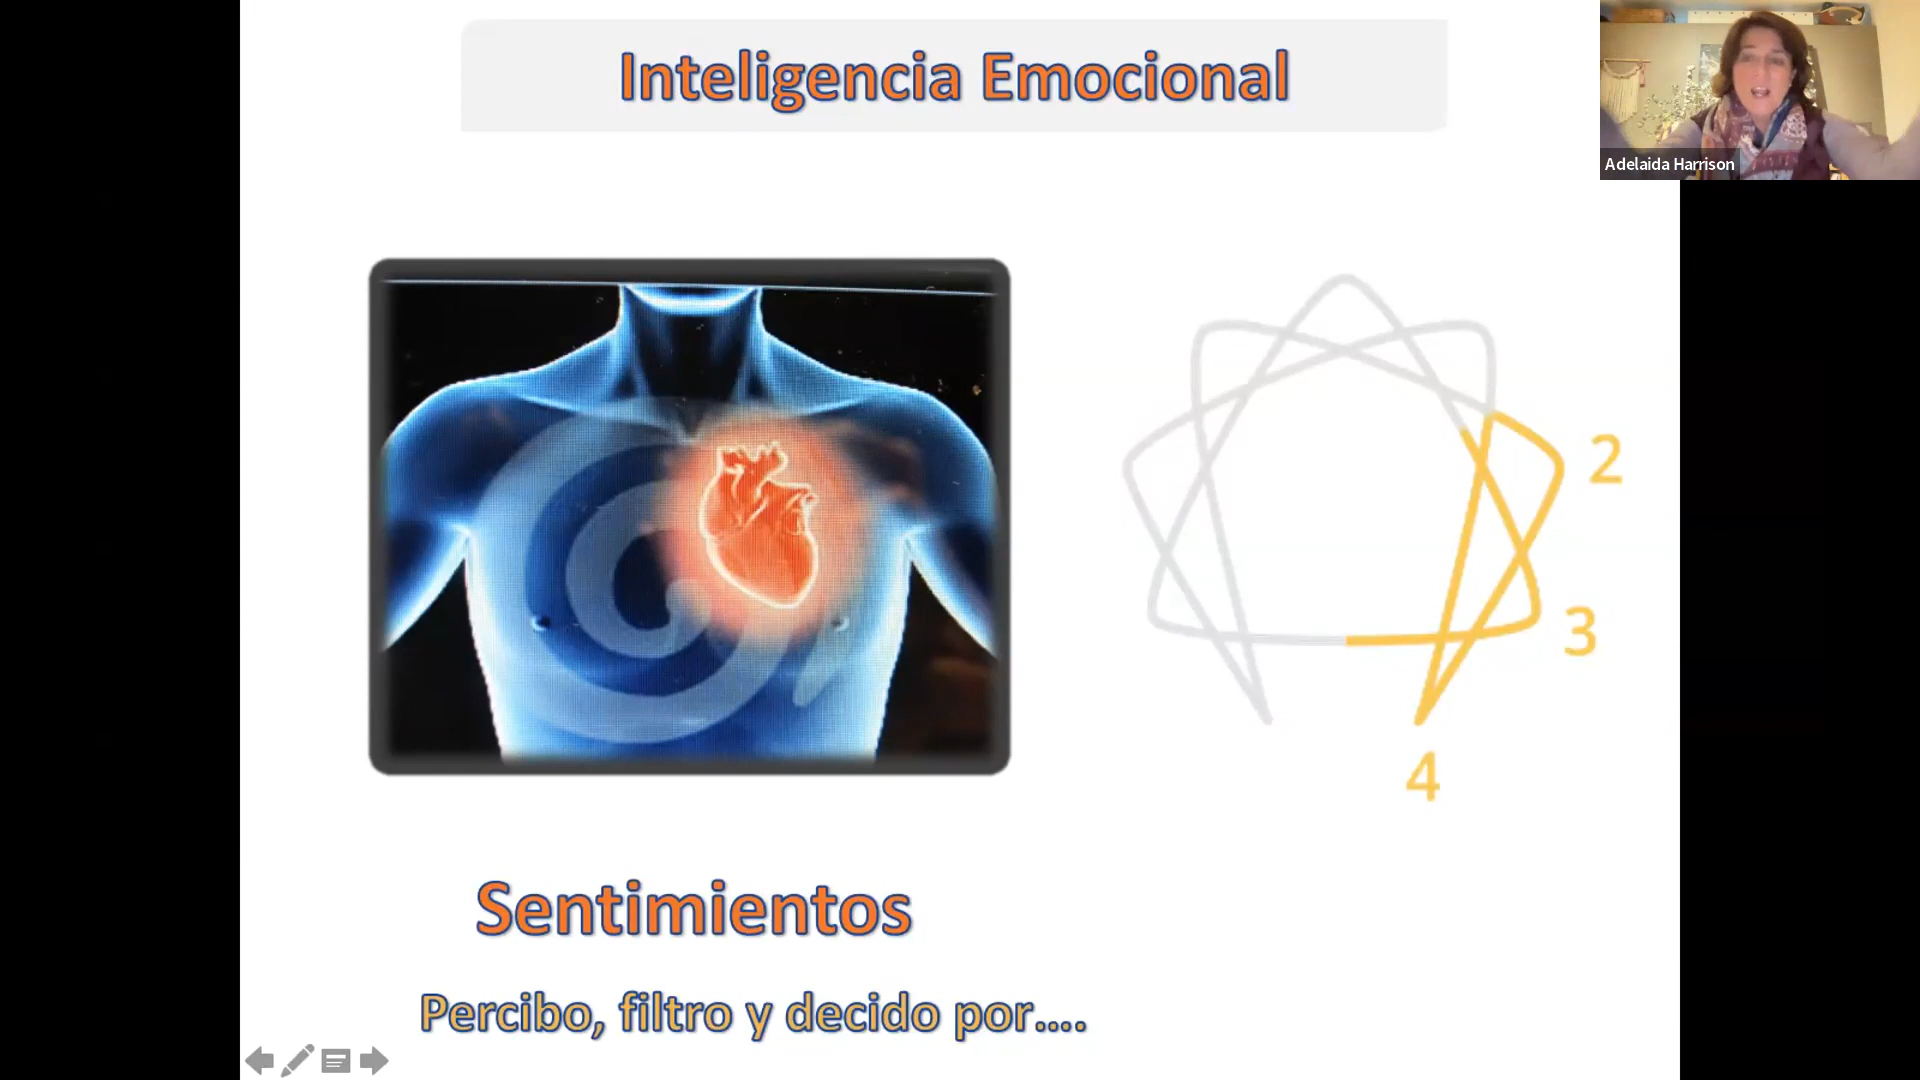 Inteligencia Emocional
Adelaida Harrison
2
3
4
Sentimientos
Percibo, filtro y decido por....